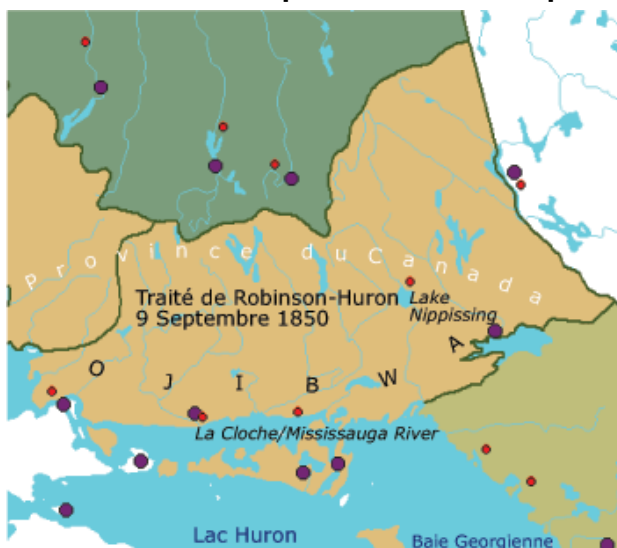 Province du Canada
Traité de Robinson-Huron
9 Septembre 1850
Lake
Nippissing
OJIBWA
La Cloche/Mississauga River
Lac Huron
Baie Georgienne